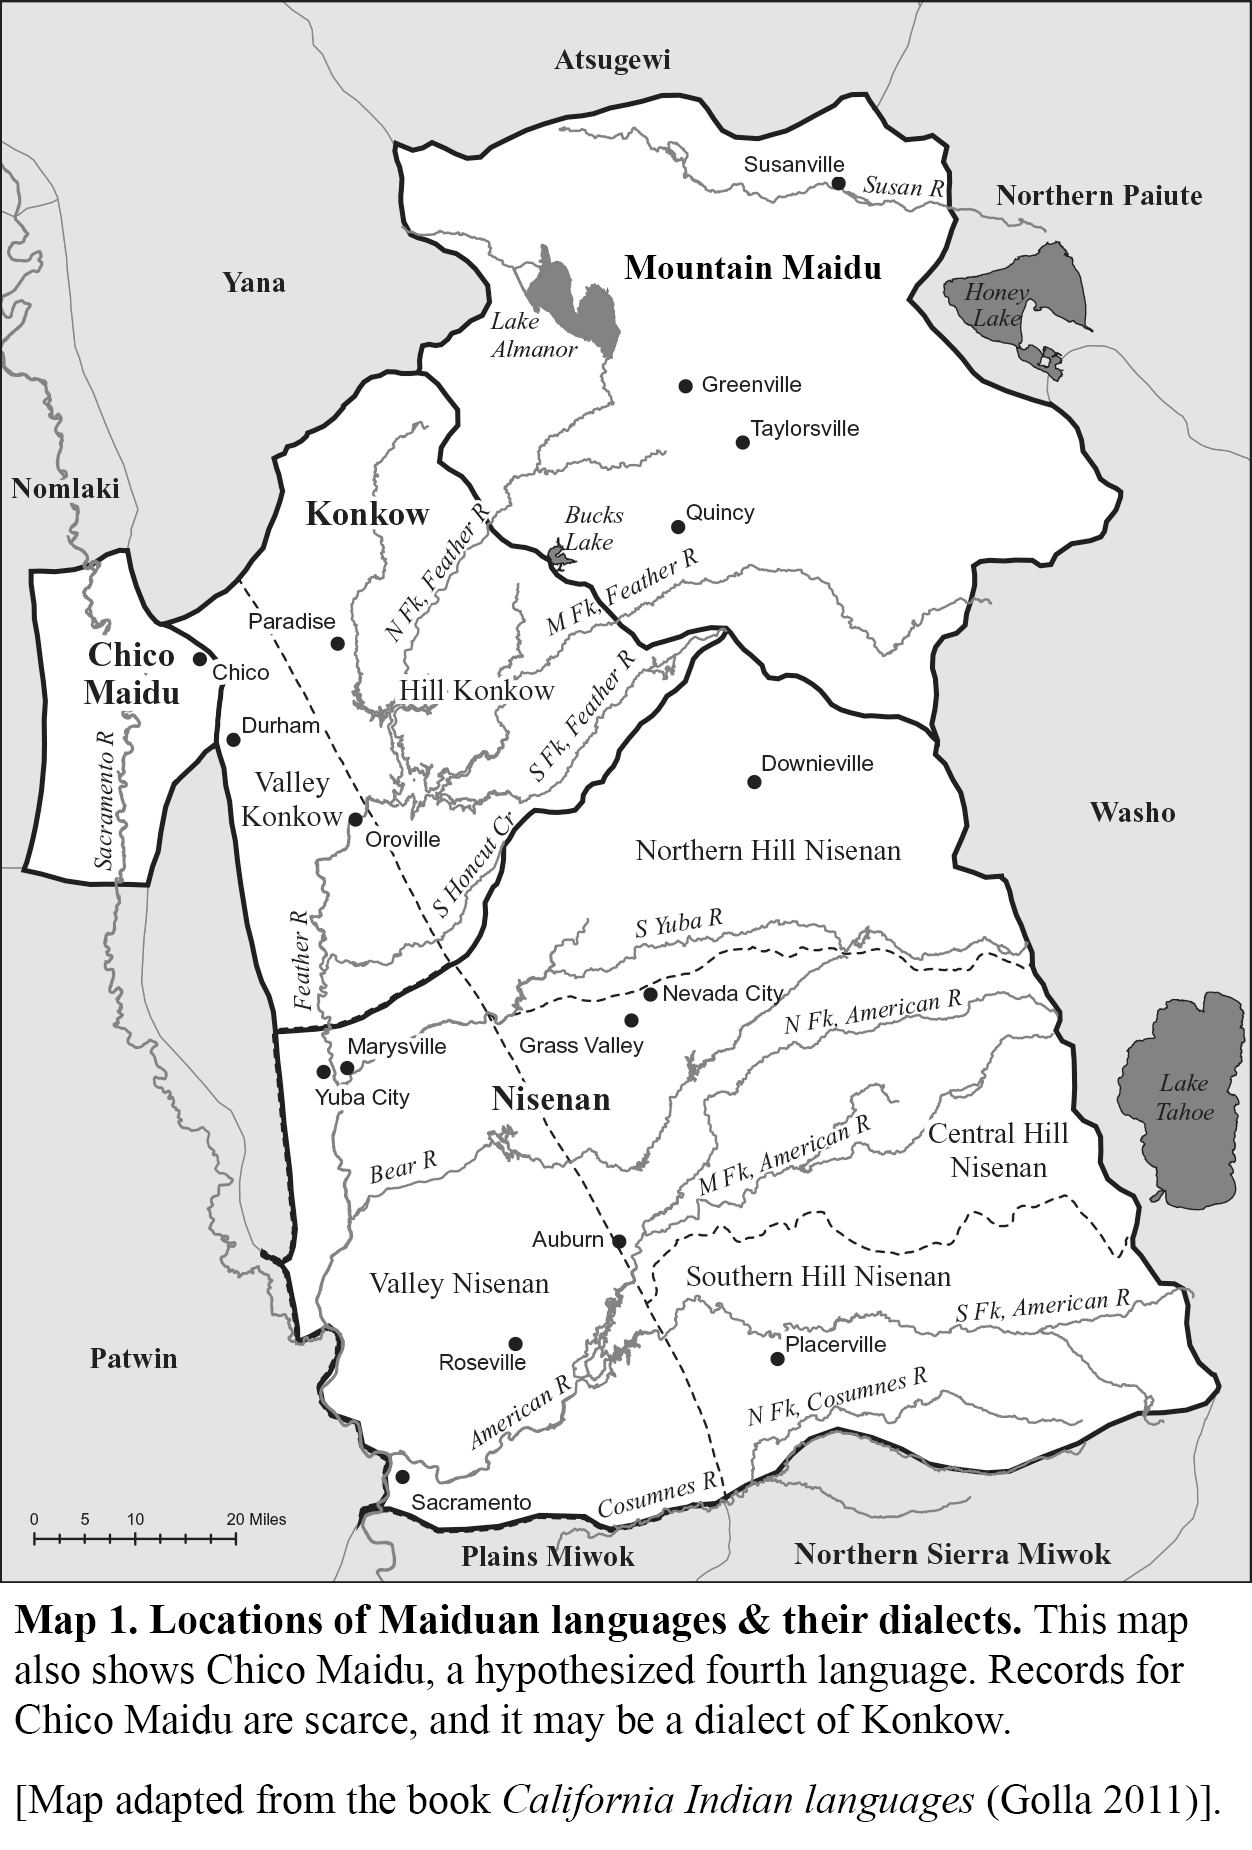 Atsugewi
Susanville
Susan R
Northern Paiute
Yana
Mountain Maidu
Honey
Lake
Lake
Almanor
Greenville
Taylorsville
Nomlaki
Konkow
N Fk, Feather R
Bucks
Lake
Quincy
M Fk, Feather R
Paradise
Chico
Maidu
Chico
Hill Konkow
S Fk, Feather R
Durham
Sacramento R
Valley
Konkow
Oroville
Downieville
Washo
S Honcut Cr
Northern Hill Nisenan
Feather R
S Yuba R
Nevada City
N Fk, American R
Grass Valley
Marysville
Yuba City
Nisenan
Lake
Tahoe
Bear R
M Fk, American R
Central Hill
Nisenan
Auburn
Valley Nisenan
Southern Hill Nisenan
S Fk, American R
Patwin
Roseville
Placerville
American R
N Fk, Cosumnes R
Sacramento
Cosumnes R
0 5 10 20 Miles
Plains Miwok
Northern Sierra Miwok
Map 1. Locations of Maiduan languages & their dialects. This map
also shows Chico Maidu, a hypothesized fourth language. Records for
Chico Maidu are scarce, and it may be a dialect of Konkow.
[Map adapted from the book California Indian languages (Golla 2011)].